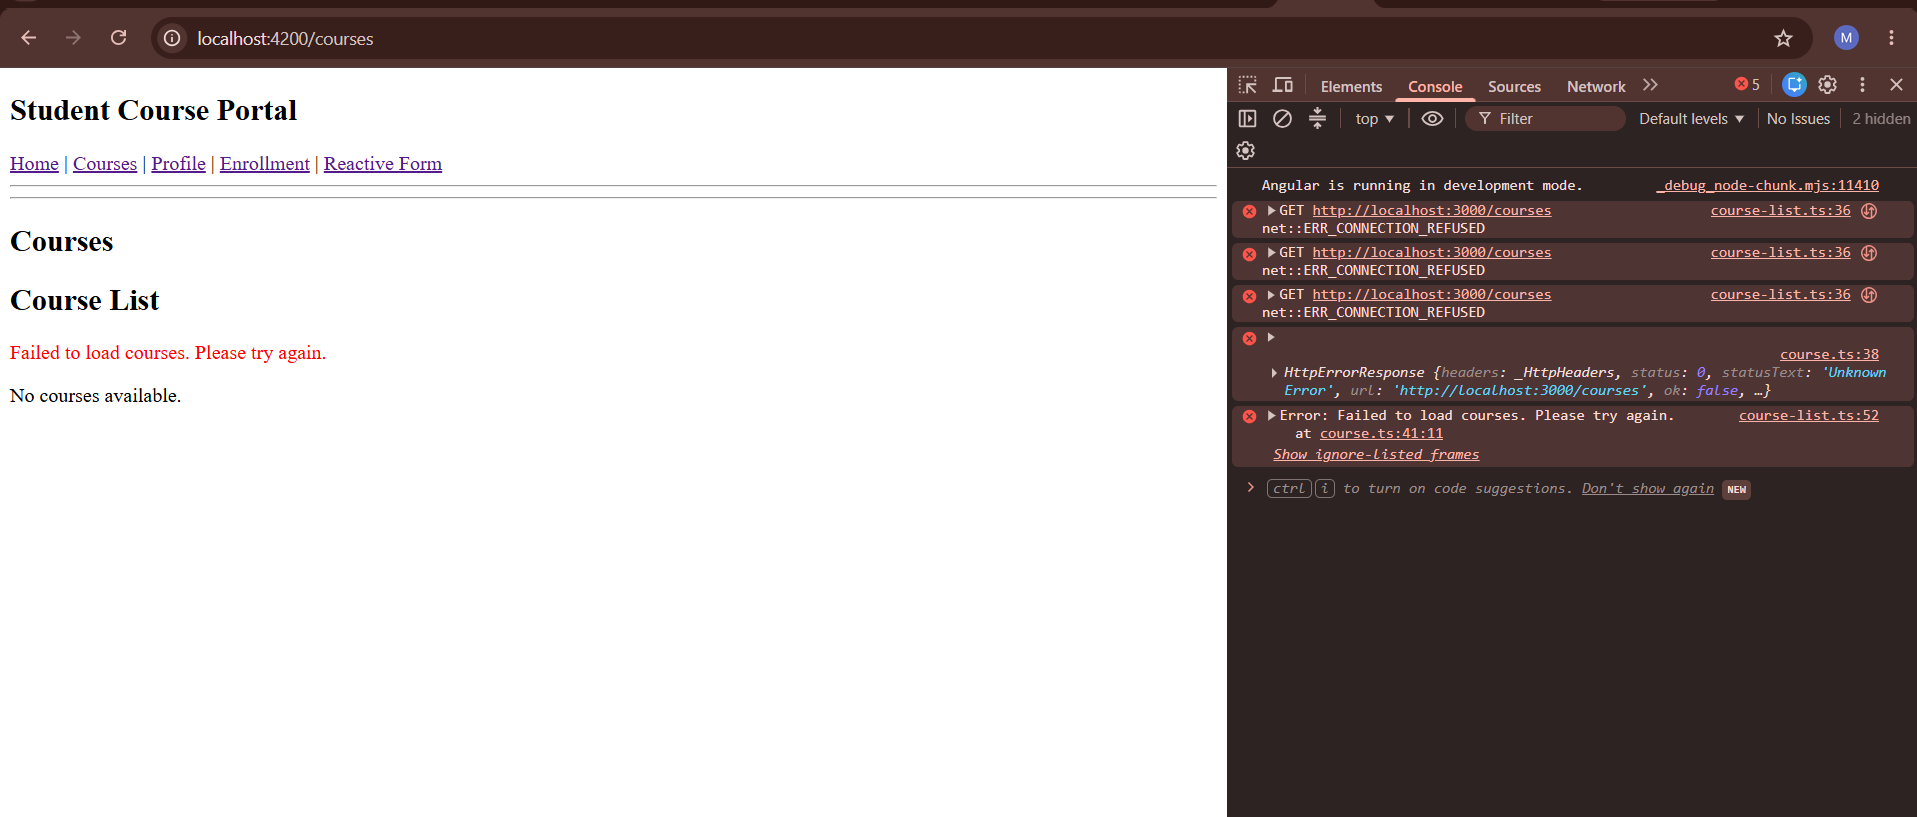 localhost:4200/courses
M
Student Course Portal
Home | Courses | Profile | Enrollment | Reactive Form
Courses
Course List
Failed to load courses. Please try again.
No courses available.
Elements Console Sources Network 5
top Filter Default levels No Issues 2 hidden
Angular is running in development mode. _debug_node-chunk.mjs:11410
GET http://localhost:3000/courses course-list.ts:36
net::ERR_CONNECTION_REFUSED
GET http://localhost:3000/courses course-list.ts:36
net::ERR_CONNECTION_REFUSED
GET http://localhost:3000/courses course-list.ts:36
net::ERR_CONNECTION_REFUSED
course.ts:38
HttpErrorResponse {headers: _HttpHeaders, status: 0, statusText: 'Unknown
Error', url: 'http://localhost:3000/courses', ok: false, …}
Error: Failed to load courses. Please try again. course-list.ts:52
at course.ts:41:11
Show ignore-listed frames
ctrl i to turn on code suggestions. Don't show again NEW